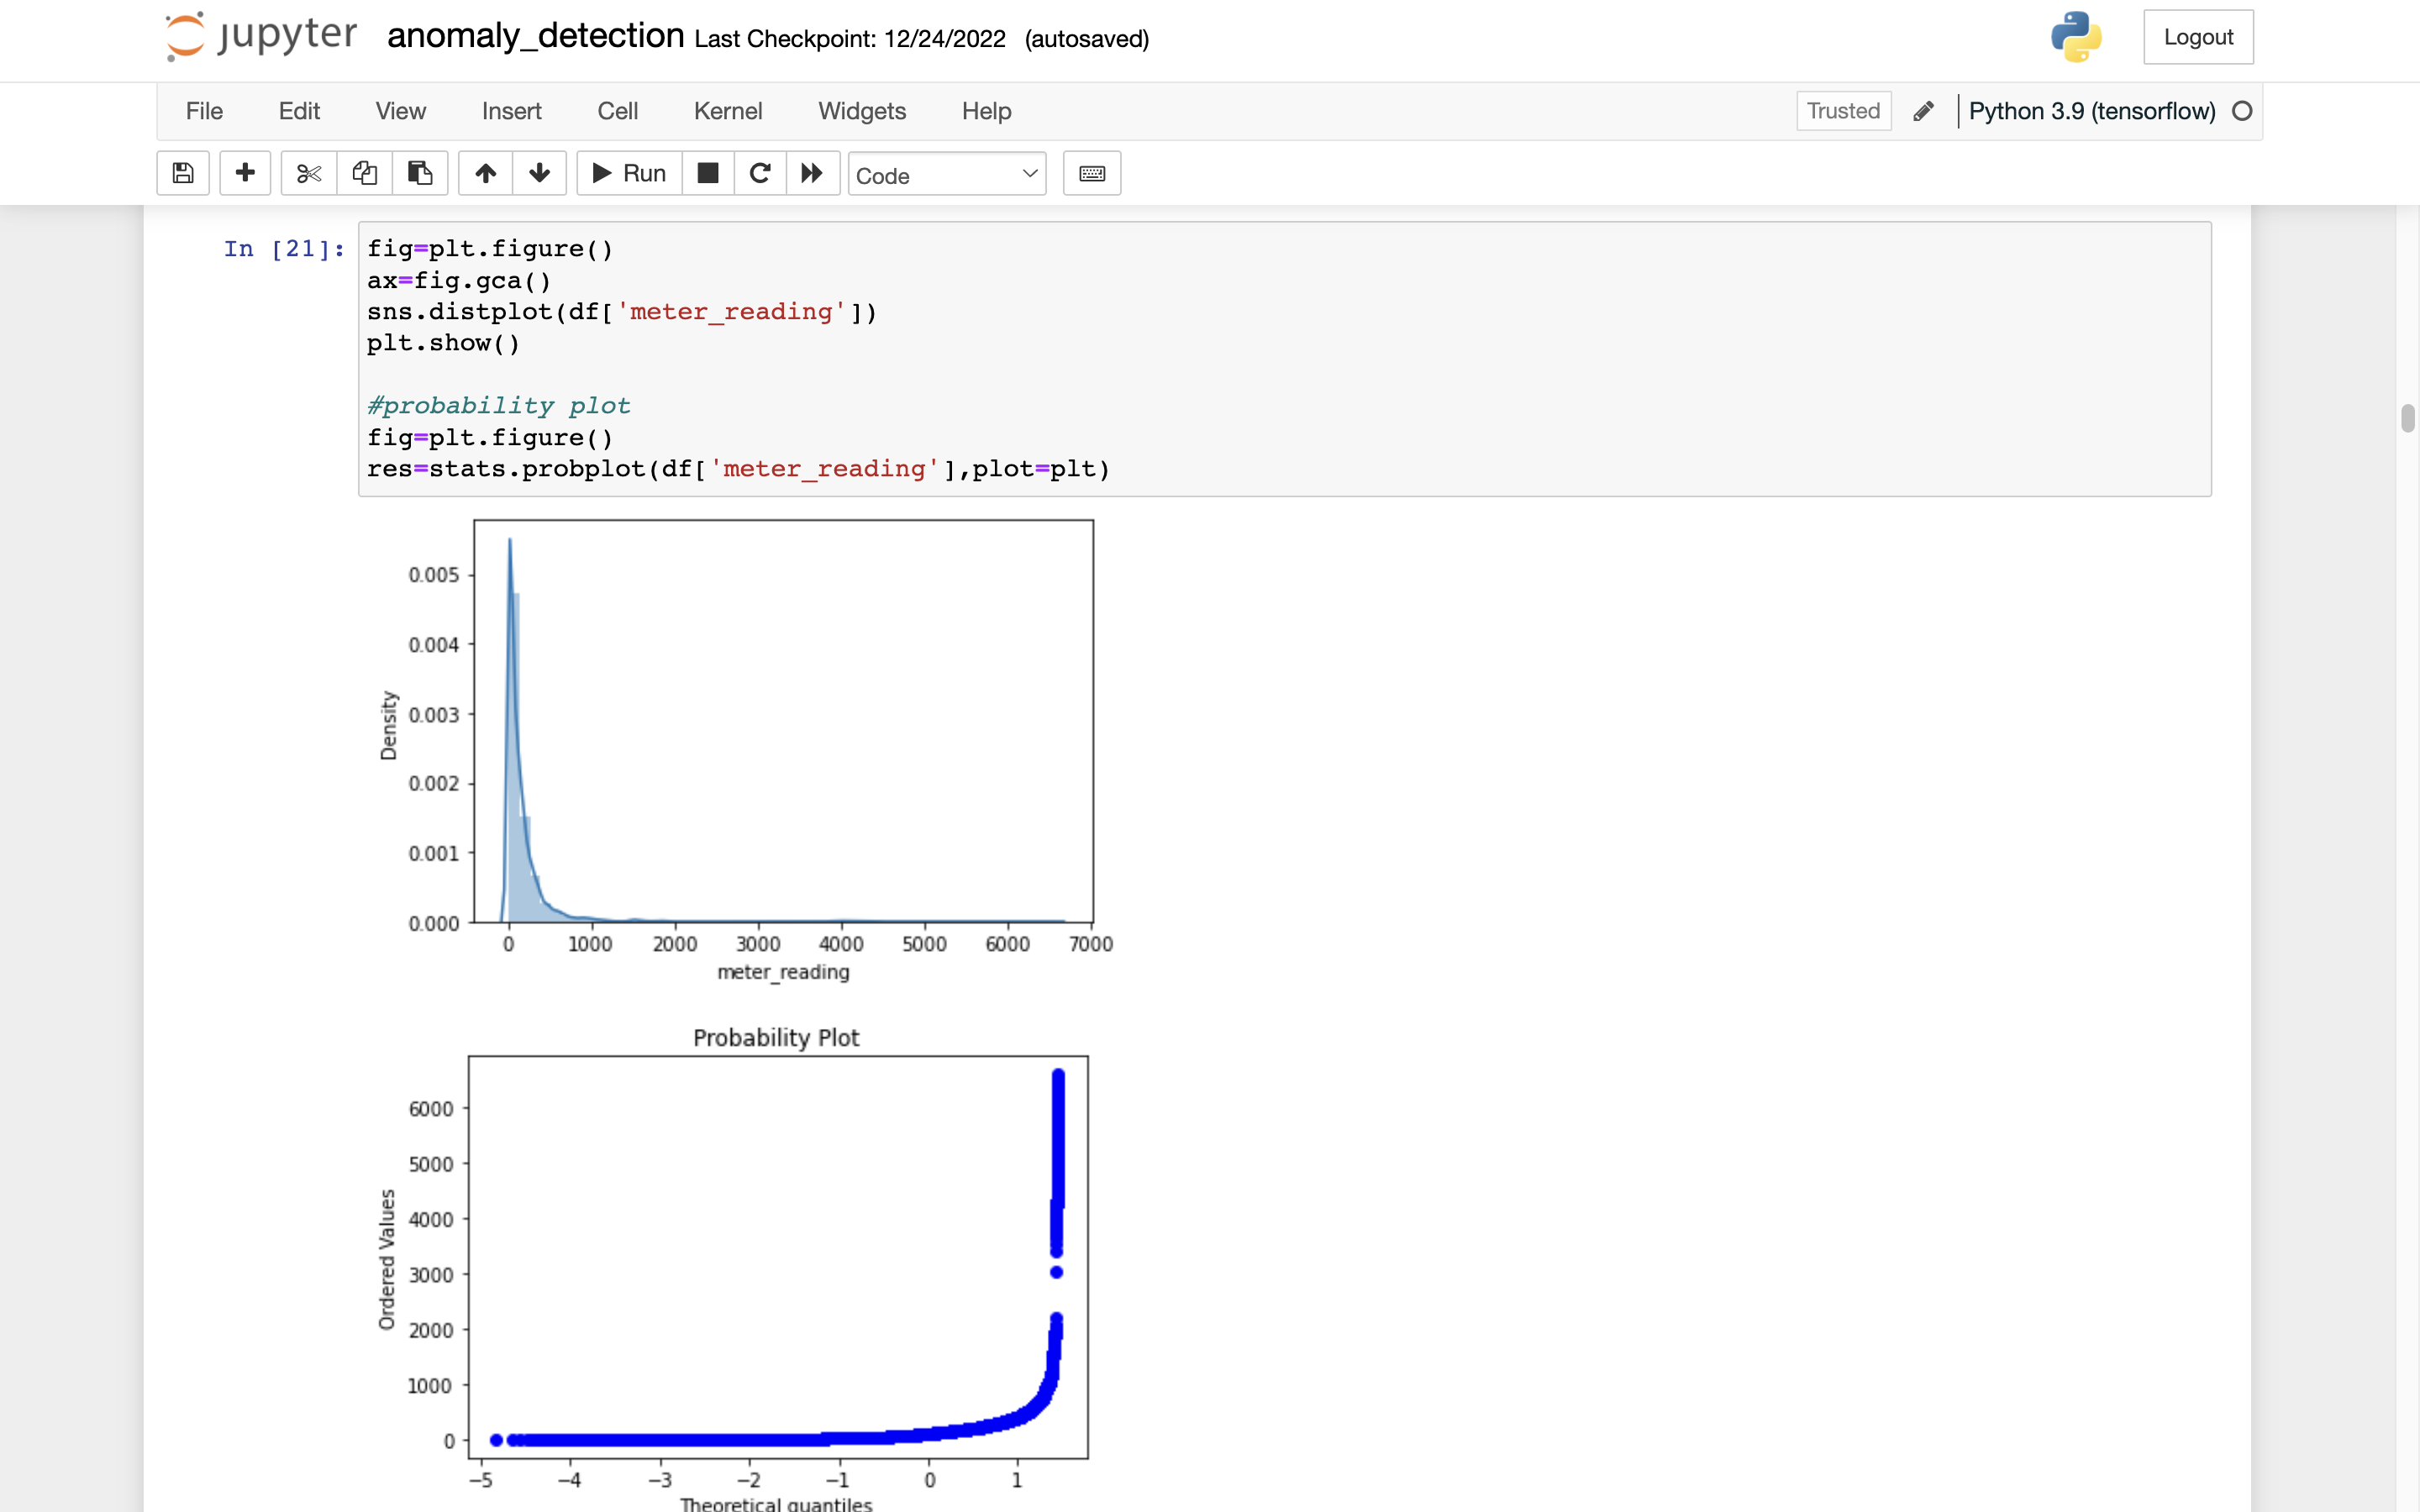 jupyter anomaly_detection Last Checkpoint: 12/24/2022 (autosaved) Logout
File Edit View Insert Cell Kernel Widgets Help Trusted Python 3.9 (tensorflow)
Run Code
In [21]: fig=plt.figure()
ax=fig.gca()
sns.distplot(df['meter_reading'])
plt.show()
#probability plot
fig=plt.figure()
res=stats.probplot(df['meter_reading'],plot=plt)
0.005
0.004
0.003
0.002
0.001
0.000
Density
0 1000 2000 3000 4000 5000 6000 7000
meter_reading
Probability Plot
6000
5000
4000
3000
2000
1000
0
Ordered Values
−5 −4 −3 −2 −1 0 1
Theoretical quantiles